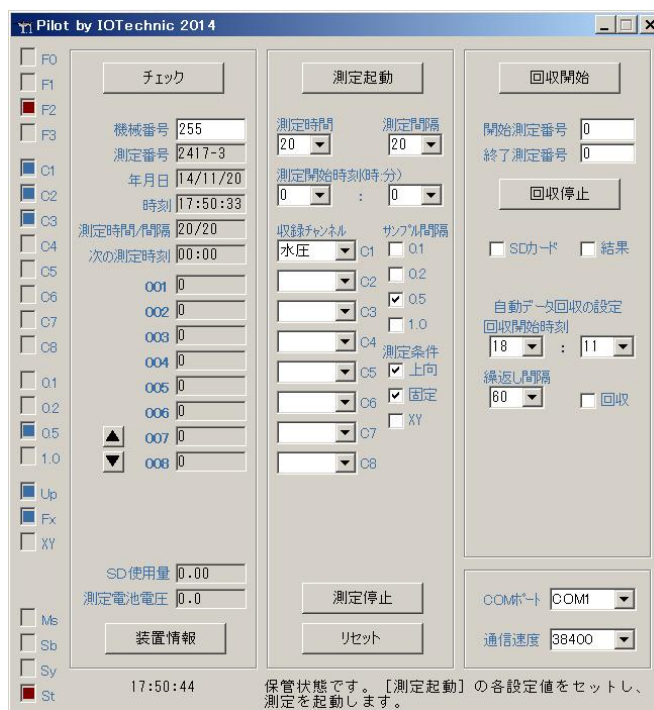 Pilot by IOTechnic 2014
F0
F1
F2
F3
C1
C2
C3
C4
C5
C6
C7
C8
0.1
0.2
0.5
1.0
Up
Fx
XY
Ms
Sb
Sy
St
チェック
機械番号 255
測定番号 2417-3
年月日 14/11/20
時刻 17:50:33
測定時間/間隔 20/20
次の測定時刻 00:00
001 0
002 0
003 0
004 0
005 0
006 0
007 0
008 0
SD使用量 0.00
測定電池電圧 0.0
装置情報
17:50:44
測定起動
測定時間 測定間隔
20 20
測定開始時刻(時:分)
0 : 0
収録チャンネル サンプル間隔
水圧 C1 0.1
C2 0.2
C3 0.5
1.0
C4 測定条件
C5 上向
C6 固定
C7 XY
C8
測定停止
リセット
回収開始
開始測定番号 0
終了測定番号 0
回収停止
SDカード 結果
自動データ回収の設定
回収開始時刻
18 : 11
繰返し間隔
60 回収
COMポート COM1
通信速度 38400
保管状態です。［測定起動］の各設定値をセットし、
測定を起動します。